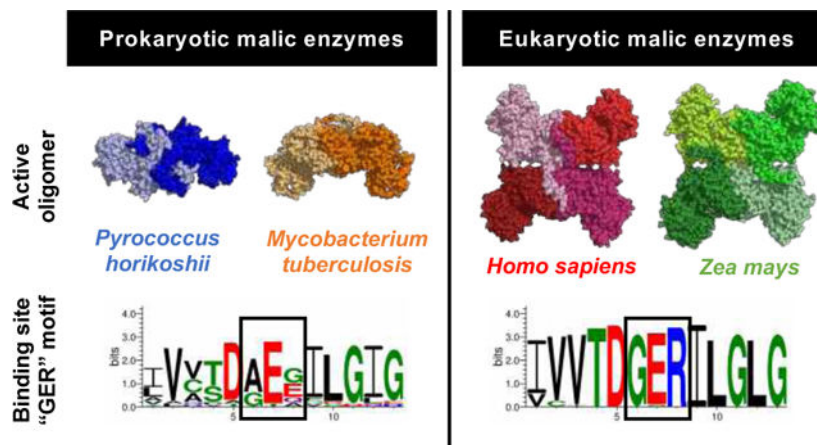 Prokaryotic malic enzymes
Eukaryotic malic enzymes
Active
oligomer
Pyrococcus
horikoshii
Mycobacterium
tuberculosis
Homo sapiens
Zea mays
Binding site
“GER” motif
bits
4.0
3.0
2.0
1.0
0.0
5
10
bits
4.0
3.0
2.0
1.0
0.0
IVVTDGERILGLG
5
10